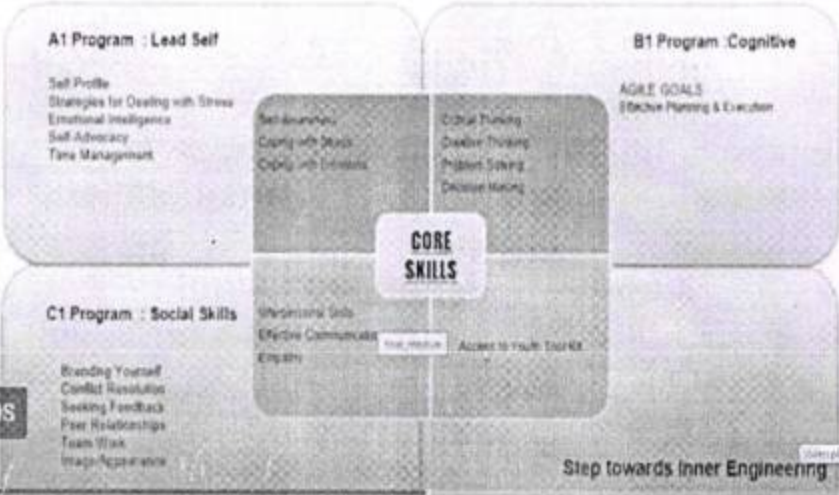 A1 Program : Lead Self
Self Profile
Strategies for Dealing with Stress
Emotional Intelligence
Self-Advocacy
Time Management
B1 Program :Cognitive
AGILE GOALS
Effective Planning & Execution
Self-awareness
Coping with Stress
Coping with Emotions
Critical Thinking
Creative Thinking
Problem Solving
Decision Making
CORE
SKILLS
C1 Program : Social Skills
Branding Yourself
Conflict Resolution
Seeking Feedback
Peer Relationships
Team Work
Image/Appearance
Interpersonal Skills
Effective Communication
Empathy
Access to Youth Tool Kit
Step towards Inner Engineering